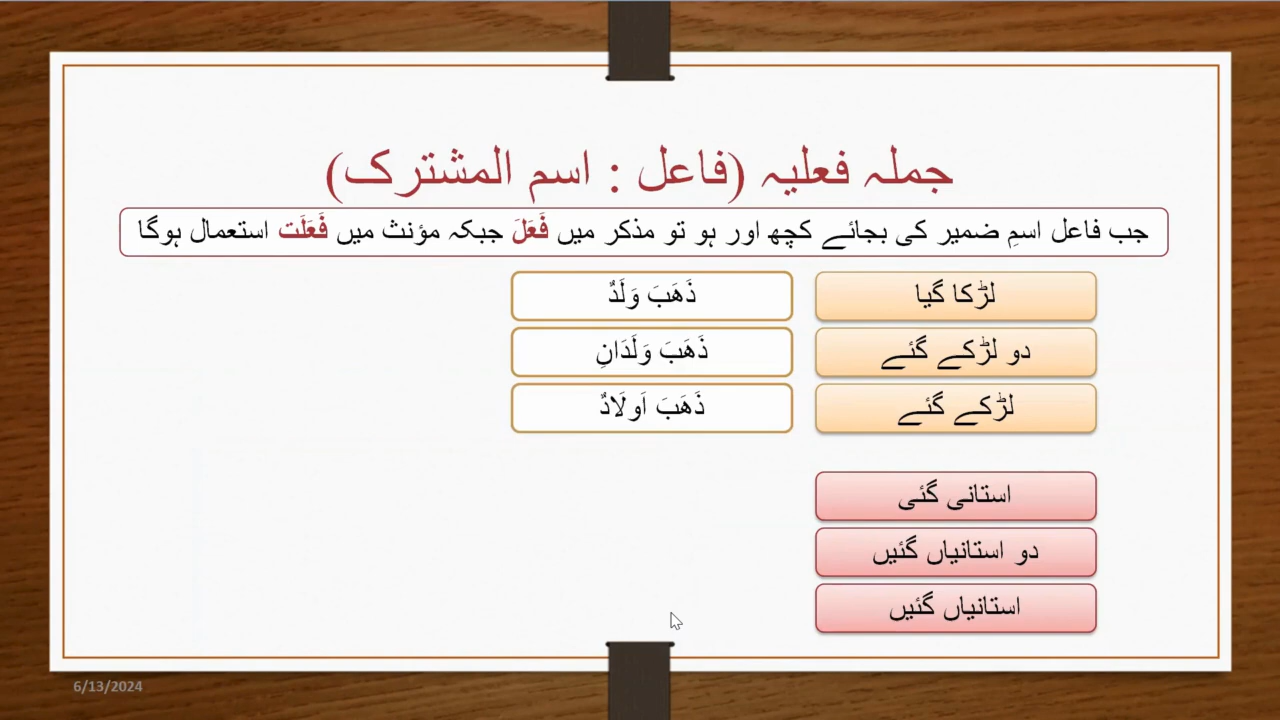 جملہ فعلیہ (فاعل : اسم المشترک)
جب فاعل اسمِ ضمیر کی بجائے کچھ اور ہو تو مذکر میں فَعَلَ جبکہ مؤنث میں فَعَلَت استعمال ہوگا
لڑکا گیا ذَهَبَ وَلَدٌ
دو لڑکے گئے ذَهَبَ وَلَدَانِ
لڑکے گئے ذَهَبَ اَولَادٌ
استانی گئی
دو استانیاں گئیں
استانیاں گئیں
6/13/2024